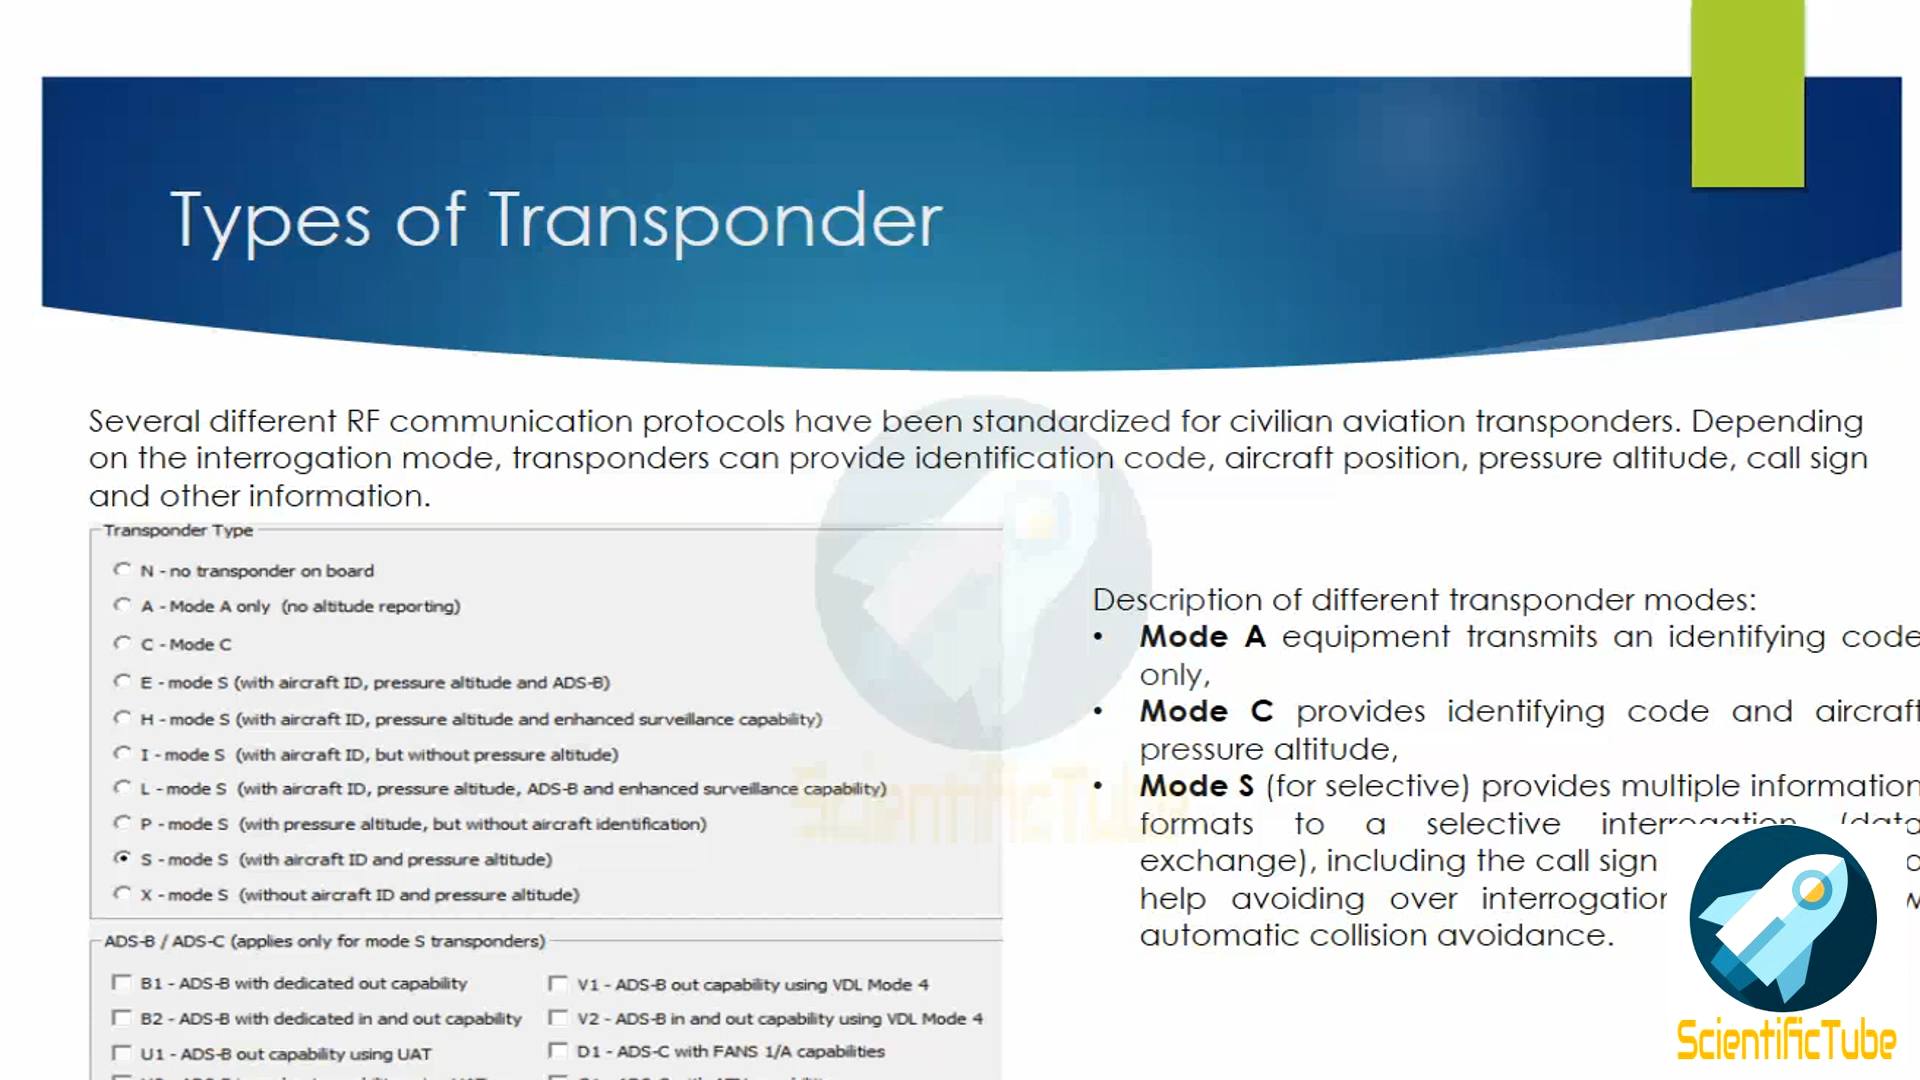 Types of Transponder
Several different RF communication protocols have been standardized for civilian aviation transponders. Depending
on the interrogation mode, transponders can provide identification code, aircraft position, pressure altitude, call sign
and other information.
Transponder Type
N - no transponder on board
A - Mode A only (no altitude reporting)
C - Mode C
E - mode S (with aircraft ID, pressure altitude and ADS-B)
H - mode S (with aircraft ID, pressure altitude and enhanced surveillance capability)
I - mode S (with aircraft ID, but without pressure altitude)
L - mode S (with aircraft ID, pressure altitude, ADS-B and enhanced surveillance capability)
P - mode S (with pressure altitude, but without aircraft identification)
S - mode S (with aircraft ID and pressure altitude)
X - mode S (without aircraft ID and pressure altitude)
ADS-B / ADS-C (applies only for mode S transponders)
B1 - ADS-B with dedicated out capability
V1 - ADS-B out capability using VDL Mode 4
B2 - ADS-B with dedicated in and out capability
V2 - ADS-B in and out capability using VDL Mode 4
U1 - ADS-B out capability using UAT
D1 - ADS-C with FANS 1/A capabilities
Description of different transponder modes:
• Mode A equipment transmits an identifying code
only,
• Mode C provides identifying code and aircraft
pressure altitude,
• Mode S (for selective) provides multiple information
formats to a selective interrogation (data
exchange), including the call sign
help avoiding over interrogation
automatic collision avoidance.
ScientificTube
ScientificTube